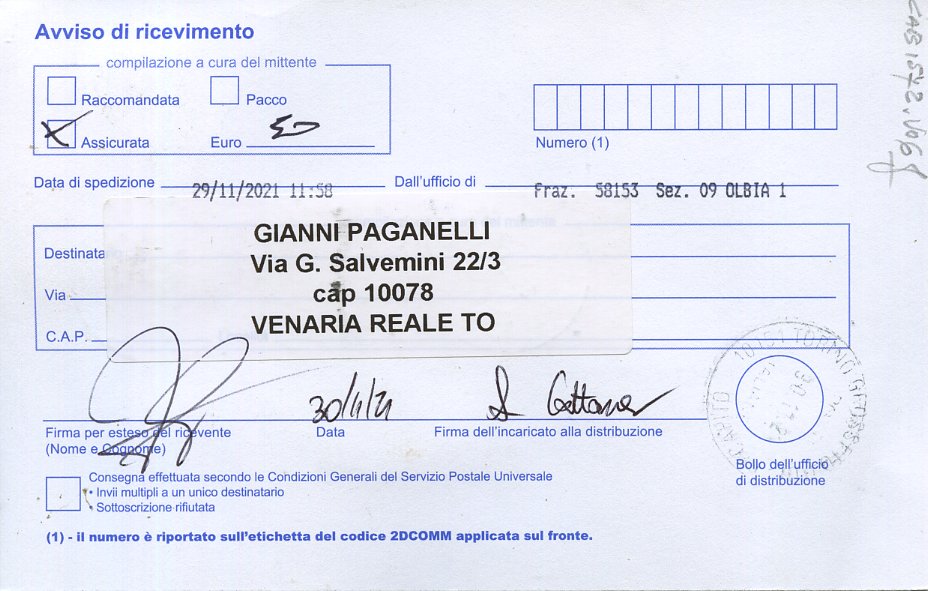 Avviso di ricevimento
compilazione a cura del mittente
Raccomandata Pacco
X Assicurata Euro 50
Numero (1)
Data di spedizione 29/11/2021 11:58 Dall'ufficio di Fraz. 58153 Sez. 09 OLBIA 1
GIANNI PAGANELLI
Destinata Via G. Salvemini 22/3
Via cap 10078
C.A.P. VENARIA REALE TO
30/11/21
Firma per esteso del ricevente Data Firma dell'incaricato alla distribuzione
(Nome e Cognome)
TORINO
Bollo dell'ufficio
di distribuzione
Consegna effettuata secondo le Condizioni Generali del Servizio Postale Universale
• Invii multipli a un unico destinatario
• Sottoscrizione rifiutata
(1) - il numero è riportato sull'etichetta del codice 2DCOMM applicata sul fronte.